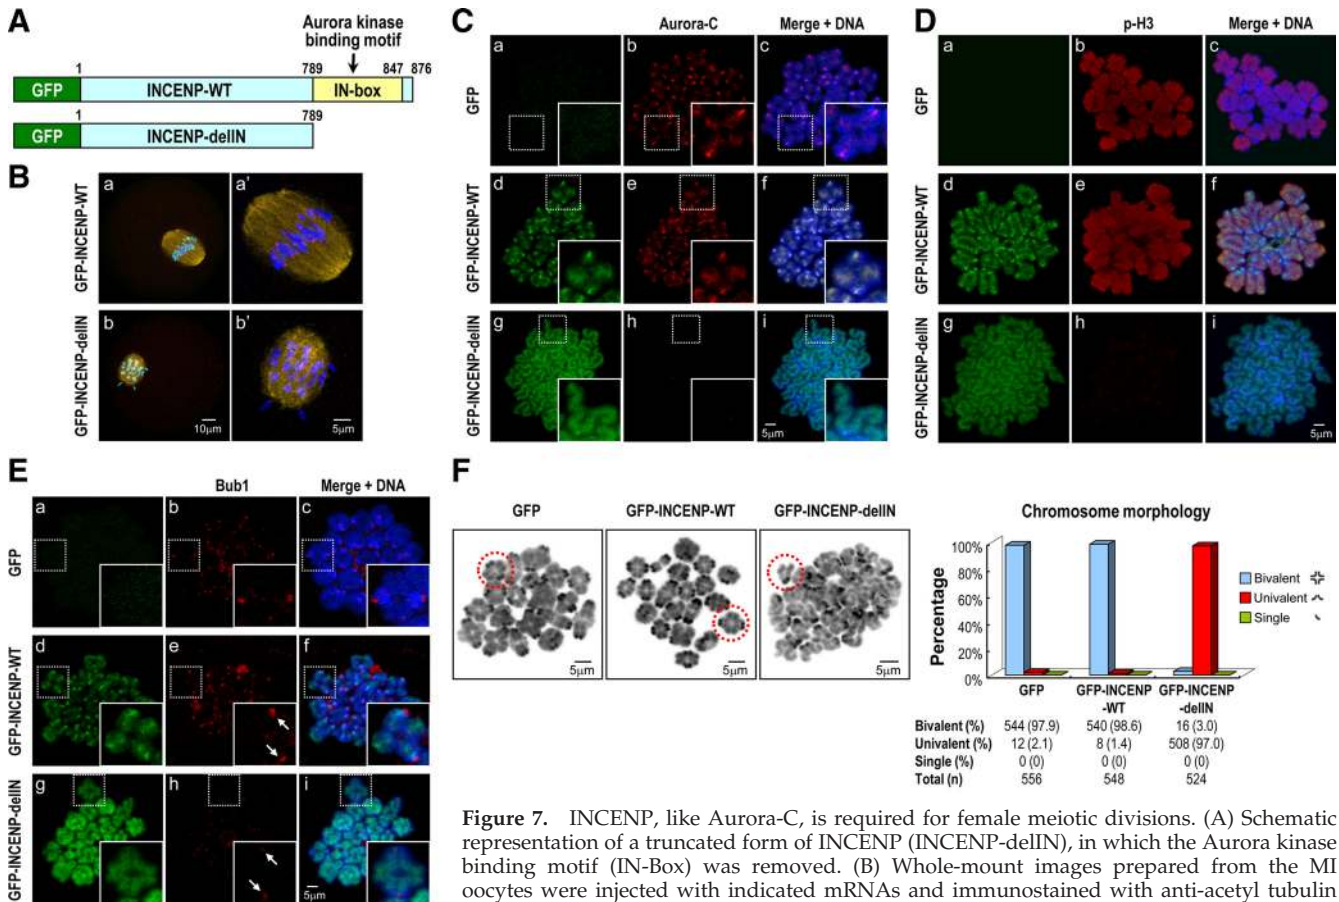 A
Aurora kinase
binding motif
1
789
847
876
GFP
INCENP-WT
IN-box
1
789
GFP
INCENP-delIN
B
GFP-INCENP-WT
a
a'
GFP-INCENP-delIN
b
10μm
b'
5μm
C
Aurora-C
Merge + DNA
GFP
a
b
c
GFP-INCENP-WT
d
e
f
GFP-INCENP-delIN
g
h
i
5μm
D
p-H3
Merge + DNA
GFP
a
b
c
GFP-INCENP-WT
d
e
f
GFP-INCENP-delIN
g
h
i
5μm
E
Bub1
Merge + DNA
GFP
a
b
c
GFP-INCENP-WT
d
e
f
GFP-INCENP-delIN
g
h
i
5μm
F
GFP
GFP-INCENP-WT
GFP-INCENP-delIN
5μm
5μm
5μm
Chromosome morphology
Percentage
100%
80%
60%
40%
20%
0%
Bivalent
Univalent
Single
GFP
GFP-INCENP
-WT
GFP-INCENP
-delIN
Bivalent (%) 544 (97.9) 540 (98.6) 16 (3.0)
Univalent (%) 12 (2.1) 8 (1.4) 508 (97.0)
Single (%) 0 (0) 0 (0) 0 (0)
Total (n) 556 548 524
Figure 7. INCENP, like Aurora-C, is required for female meiotic divisions. (A) Schematic
representation of a truncated form of INCENP (INCENP-delIN), in which the Aurora kinase
binding motif (IN-Box) was removed. (B) Whole-mount images prepared from the MI
oocytes were injected with indicated mRNAs and immunostained with anti-acetyl tubulin